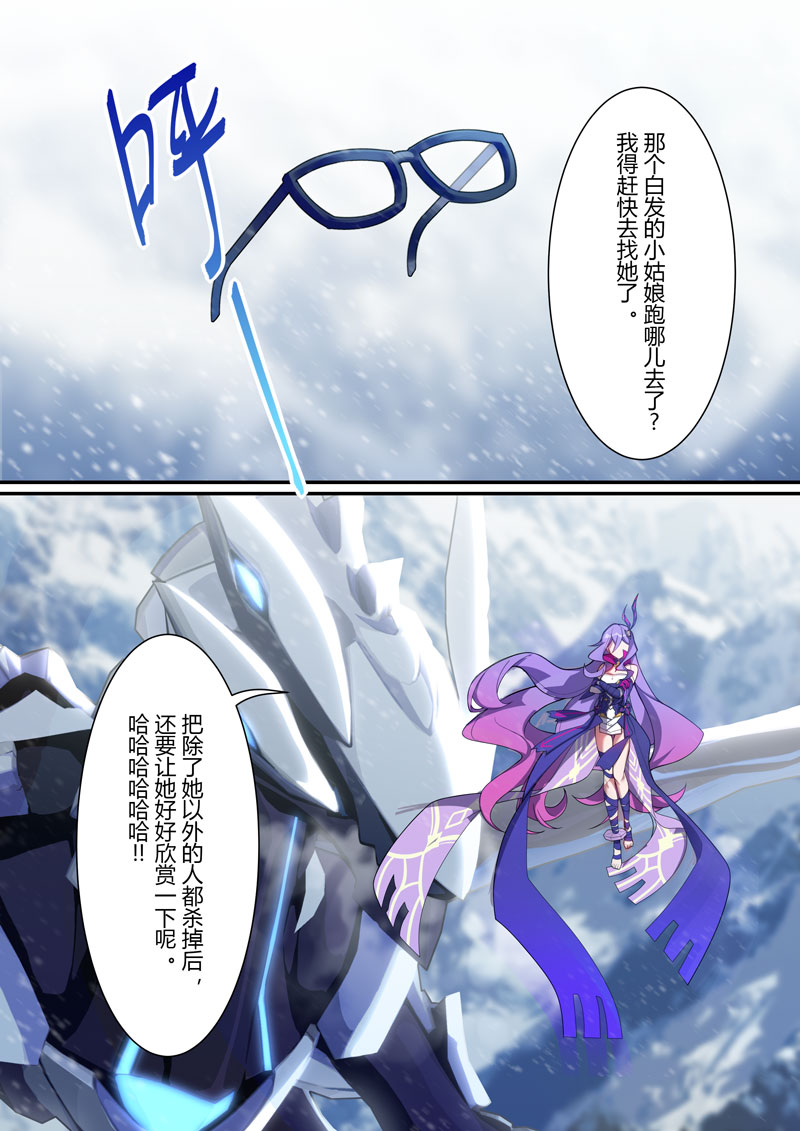 呼
那个白发的小姑娘跑哪儿去了？
我得赶快去找她了。
把除了她以外的人都杀掉后，
还要让她好好欣赏一下呢。
哈哈哈哈哈哈!!